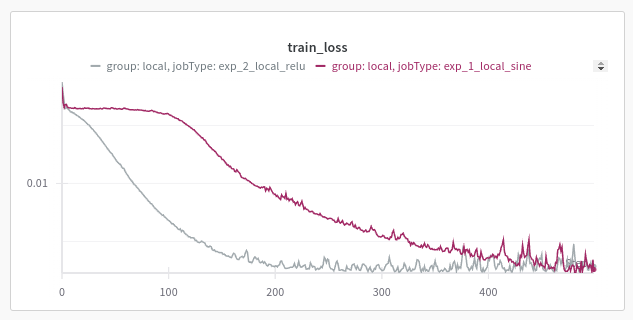 train_loss
group: local, jobType: exp_2_local_relu group: local, jobType: exp_1_local_sine
0.01
0 100 200 300 400